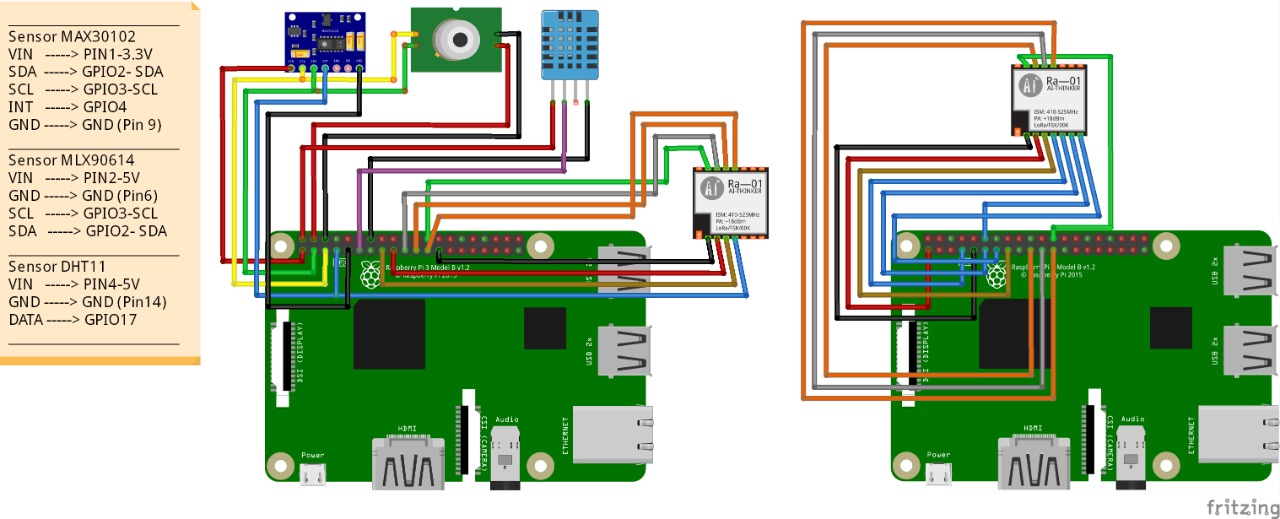 Sensor MAX30102
VIN -----> PIN1-3.3V
SDA -----> GPIO2- SDA
SCL -----> GPIO3-SCL
INT -----> GPIO4
GND -----> GND (Pin 9)
Sensor MLX90614
VIN -----> PIN2-5V
GND -----> GND (Pin6)
SCL -----> GPIO3-SCL
SDA -----> GPIO2- SDA
Sensor DHT11
VIN -----> PIN4-5V
GND -----> GND (Pin14)
DATA -----> GPIO17
Ai
Ra—01
AI-THINKER
ISM: 410-525MHz
PA: +18dBm
LoRa/FSK/OOK
Raspberry Pi 3 Model B v1.2
© Raspberry Pi 2015
DSI (DISPLAY)
USB 2x
USB 2x
Power
HDMI
CSI (CAMERA)
Audio
ETHERNET
Ai
Ra—01
AI-THINKER
ISM: 410-525MHz
PA: +18dBm
LoRa/FSK/OOK
Model B v1.2
Pi 2015
DSI (DISPLAY)
USB 2x
USB 2x
Power
HDMI
CSI (CAMERA)
Audio
ETHERNET
fritzing